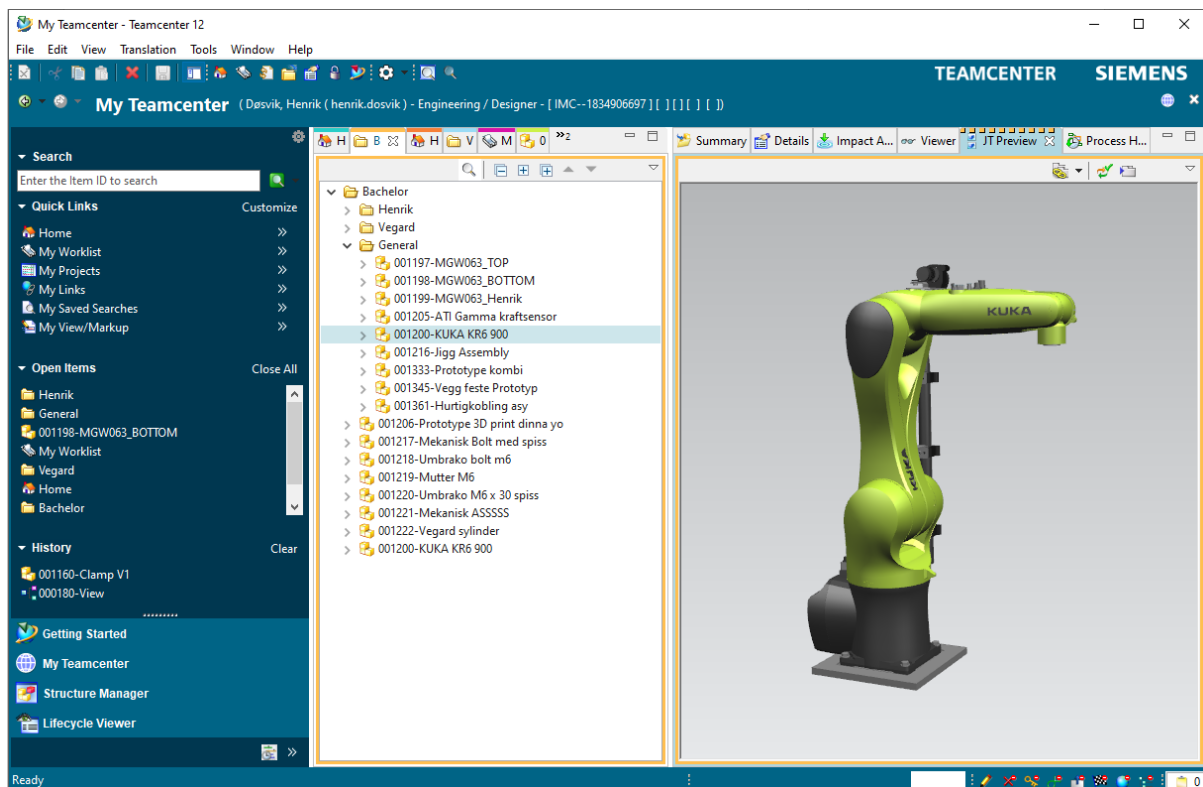 My Teamcenter - Teamcenter 12
File Edit View Translation Tools Window Help
TEAMCENTER SIEMENS
My Teamcenter ( Døsvik, Henrik ( henrik.dosvik ) - Engineering / Designer - [ IMC--1834906697 ] [ ] [ ] [ ] [ ])
Search
Enter the Item ID to search
Quick Links Customize
Home »
My Worklist »
My Projects »
My Links »
My Saved Searches »
My View/Markup »
Open Items Close All
Henrik
General
001198-MGW063_BOTTOM
My Worklist
Vegard
Home
Bachelor
History Clear
001160-Clamp V1
000180-View
Getting Started
My Teamcenter
Structure Manager
Lifecycle Viewer
»
Ready
H B H V M 0 »2
Bachelor
Henrik
Vegard
General
001197-MGW063_TOP
001198-MGW063_BOTTOM
001199-MGW063_Henrik
001205-ATI Gamma kraftsensor
001200-KUKA KR6 900
001216-Jigg Assembly
001333-Prototype kombi
001345-Vegg feste Prototyp
001361-Hurtigkobling asy
001206-Prototype 3D print dinna yo
001217-Mekanisk Bolt med spiss
001218-Umbrako bolt m6
001219-Mutter M6
001220-Umbrako M6 x 30 spiss
001221-Mekanisk ASSSSS
001222-Vegard sylinder
001200-KUKA KR6 900
Summary Details Impact A... Viewer JT Preview Process H...
KUKA
KUKA
0